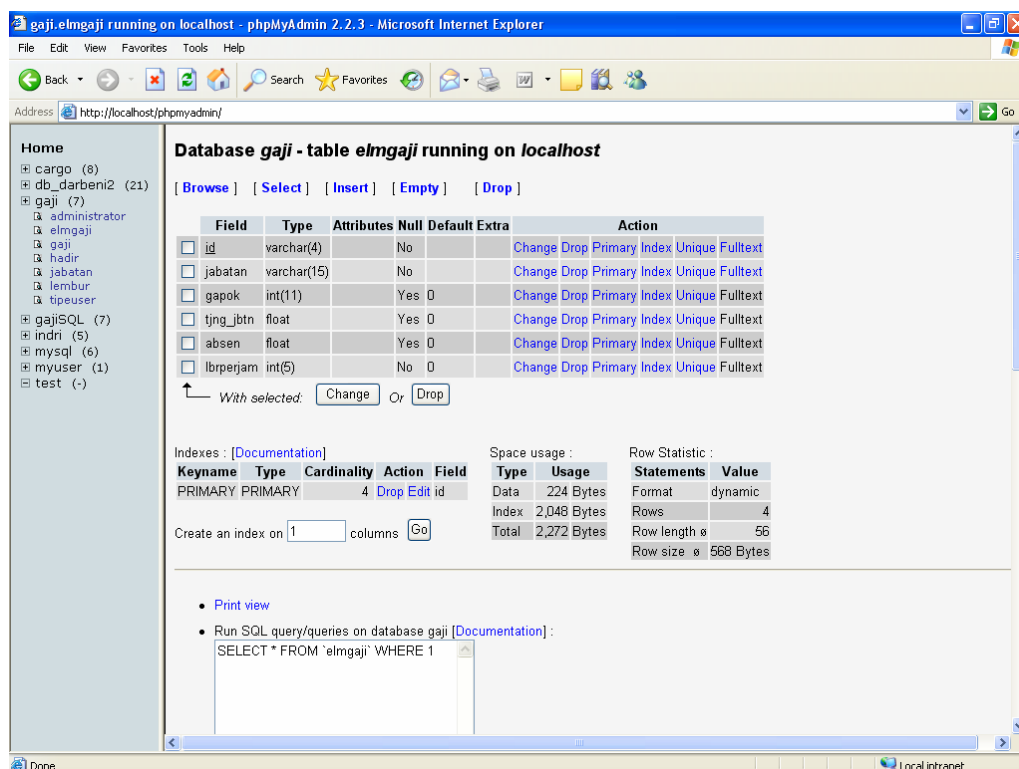 gaji.elmgaji running on localhost - phpMyAdmin 2.2.3 - Microsoft Internet Explorer
File Edit View Favorites Tools Help
Back Search Favorites
Address http://localhost/phpmyadmin/ Go
Home
cargo (8)
db_darbeni2 (21)
gaji (7)
administrator
elmgaji
gaji
hadir
jabatan
lembur
tipeuser
gajiSQL (7)
indri (5)
mysql (6)
myuser (1)
test (-)
Database gaji - table elmgaji running on localhost
[ Browse ] [ Select ] [ Insert ] [ Empty ] [ Drop ]
Field Type Attributes Null Default Extra Action
id varchar(4) No Change Drop Primary Index Unique Fulltext
jabatan varchar(15) No Change Drop Primary Index Unique Fulltext
gapok int(11) Yes 0 Change Drop Primary Index Unique Fulltext
tjng_jbtn float Yes 0 Change Drop Primary Index Unique Fulltext
absen float Yes 0 Change Drop Primary Index Unique Fulltext
lbrperjam int(5) No 0 Change Drop Primary Index Unique Fulltext
With selected: Change Or Drop
Indexes : [Documentation]
Keyname Type Cardinality Action Field
PRIMARY PRIMARY 4 Drop Edit id
Create an index on 1 columns Go
Space usage :
Type Usage
Data 224 Bytes
Index 2,048 Bytes
Total 2,272 Bytes
Row Statistic :
Statements Value
Format dynamic
Rows 4
Row length ø 56
Row size ø 568 Bytes
Print view
Run SQL query/queries on database gaji [Documentation] :
SELECT * FROM `elmgaji` WHERE 1
Done Local intranet